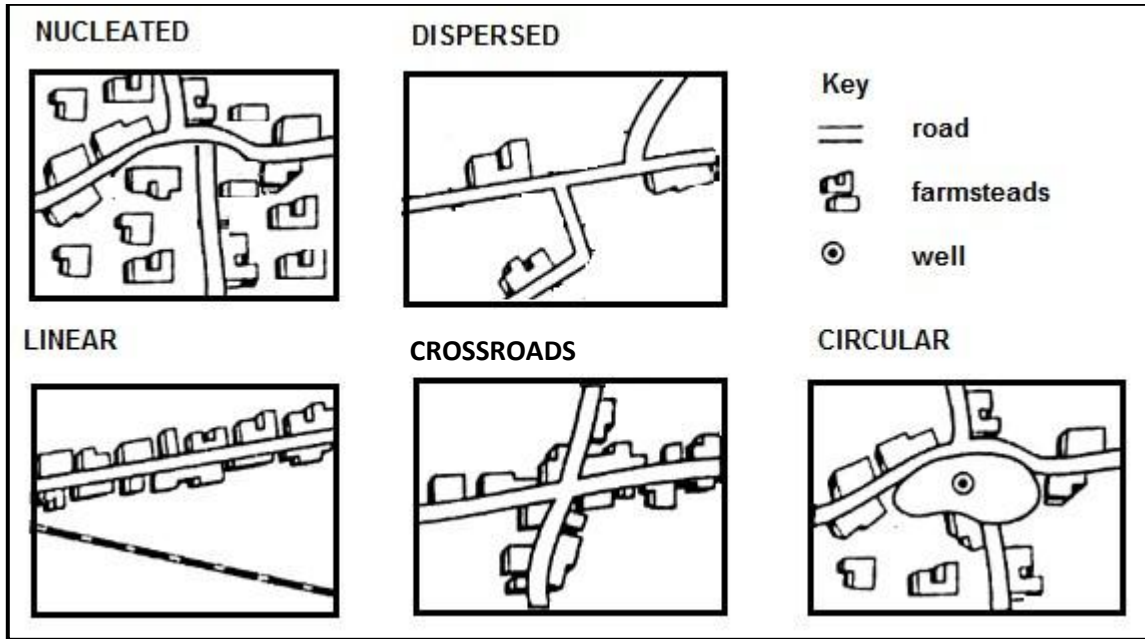 NUCLEATED
DISPERSED
Key
road
farmsteads
well
LINEAR
CROSSROADS
CIRCULAR